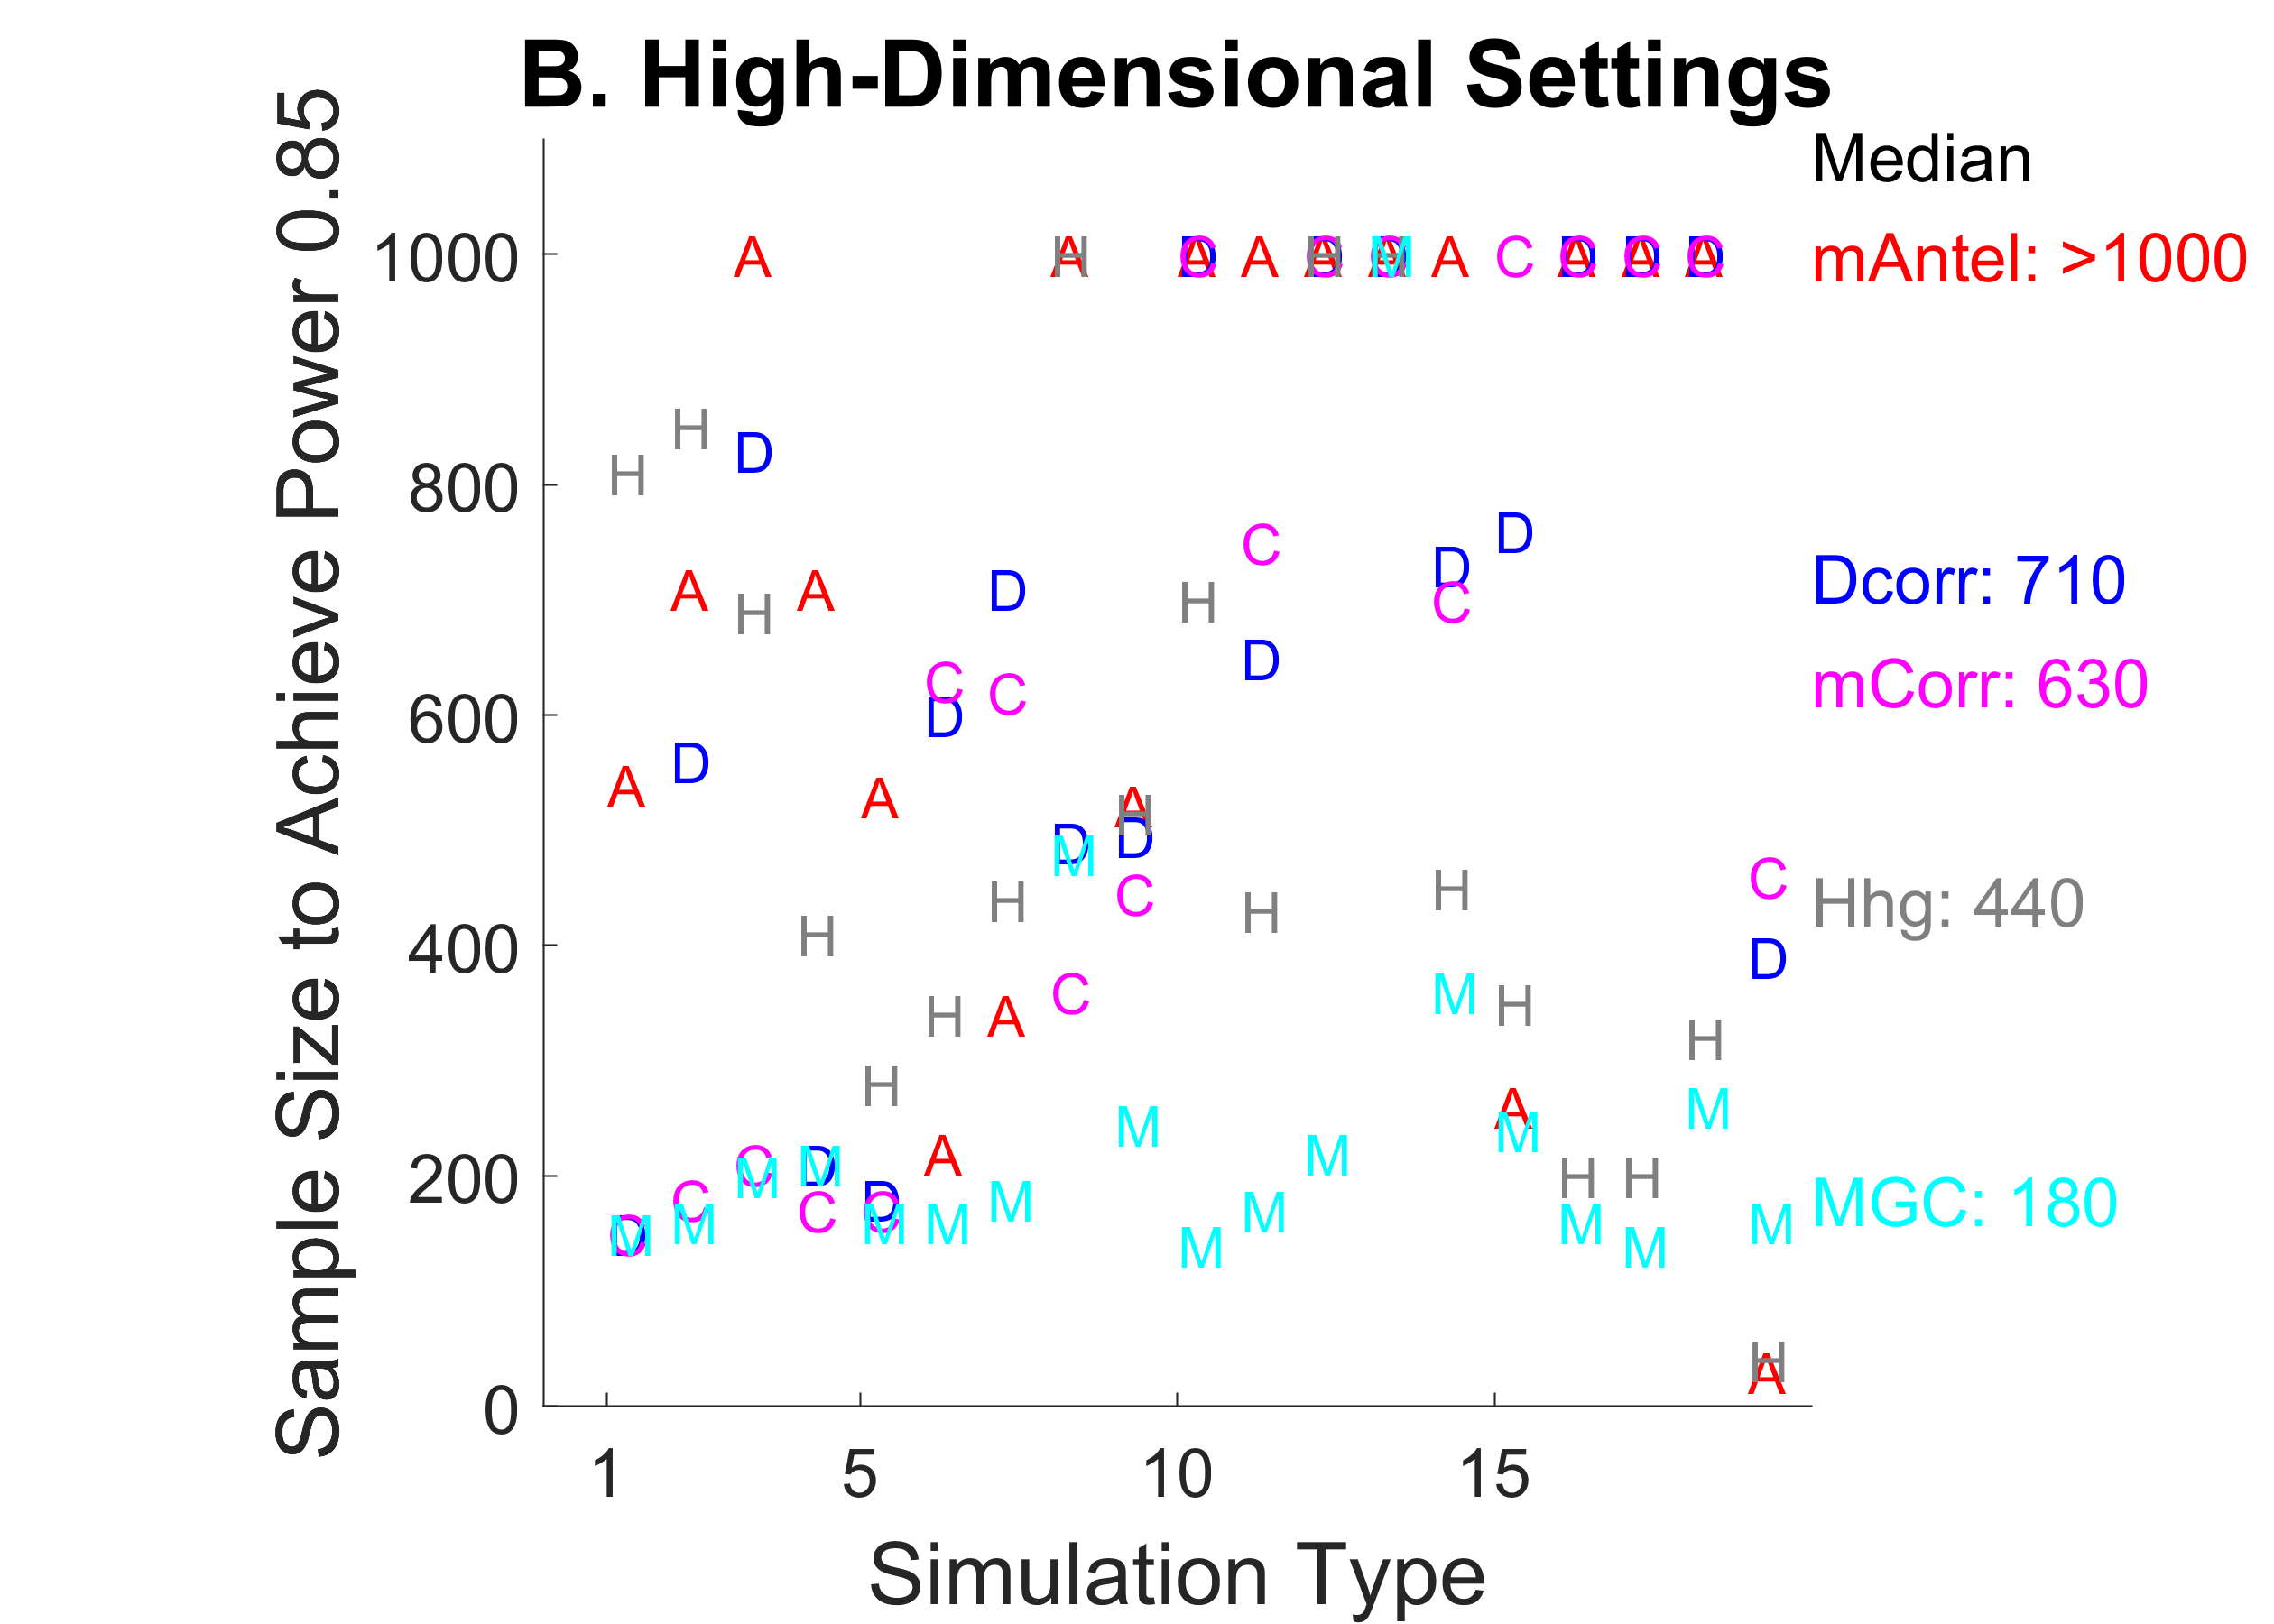 B. High-Dimensional Settings
Sample Size to Achieve Power 0.85
1000
800
600
400
200
0
1
5
10
15
Simulation Type
Median
mAntel: >1000
Dcorr: 710
mCorr: 630
Hhg: 440
MGC: 180